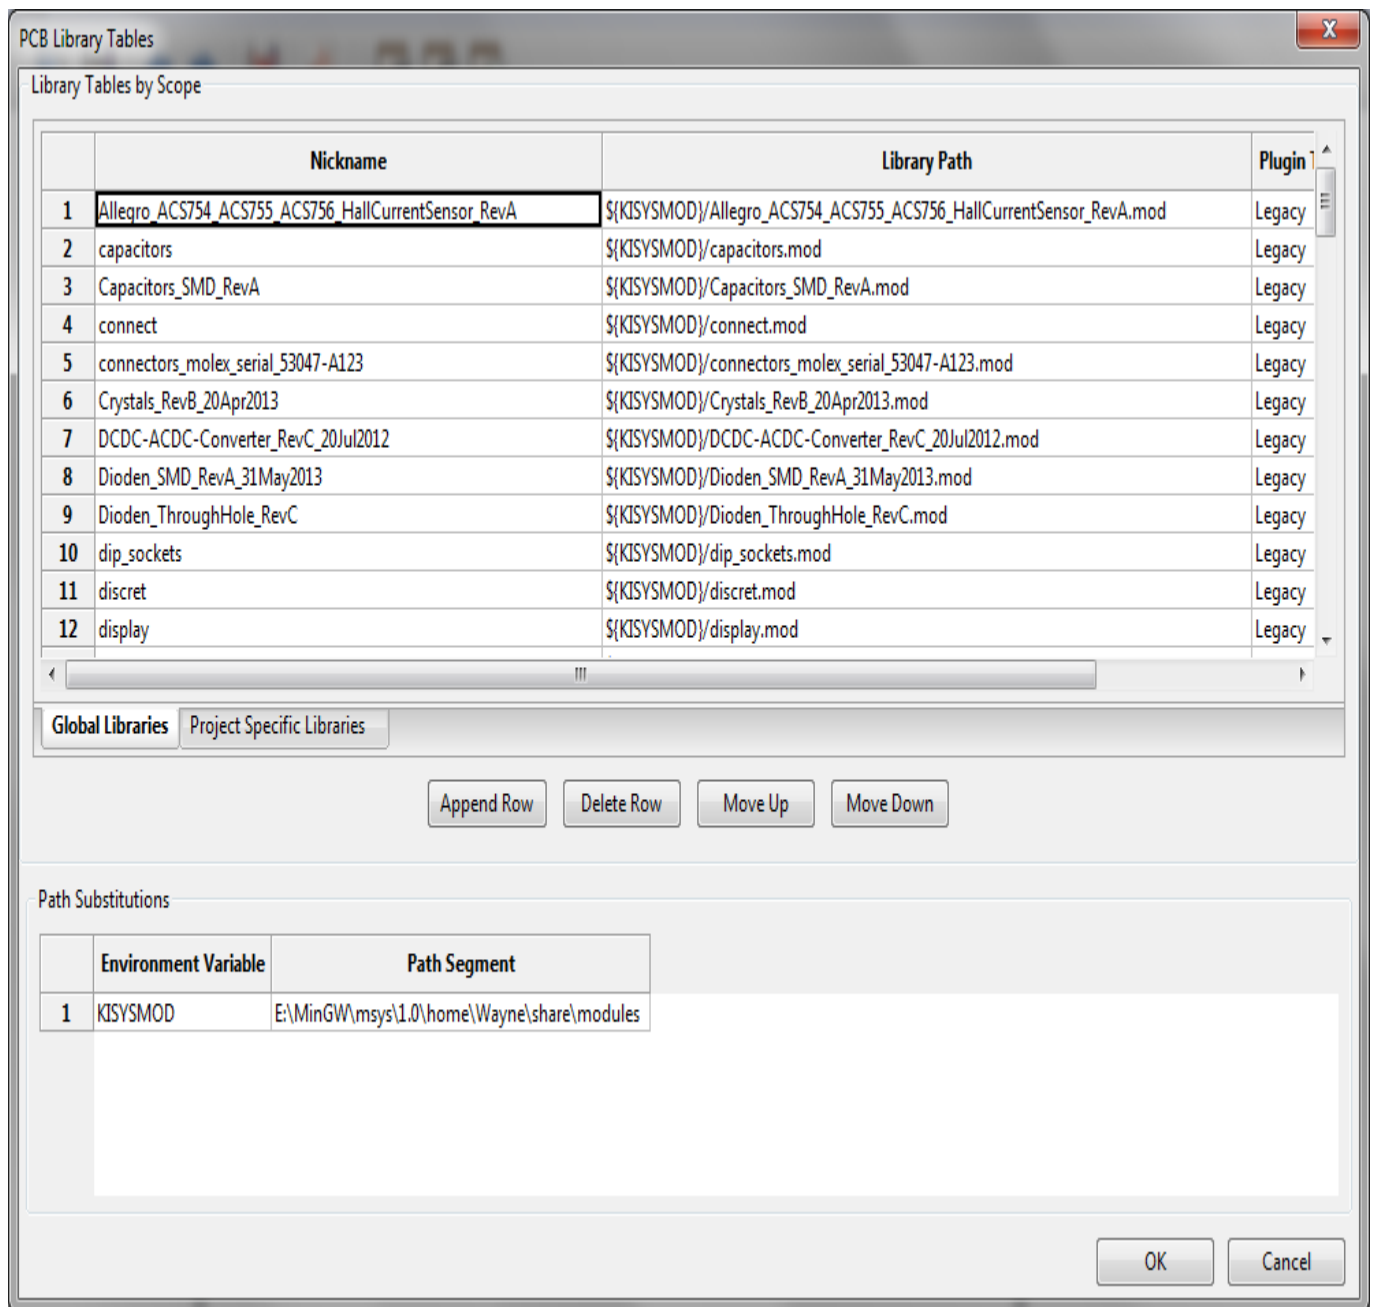 PCB Library Tables
X
Library Tables by Scope
Nickname Library Path Plugin T
1 Allegro_ACS754_ACS755_ACS756_HallCurrentSensor_RevA ${KISYSMOD}/Allegro_ACS754_ACS755_ACS756_HallCurrentSensor_RevA.mod Legacy
2 capacitors ${KISYSMOD}/capacitors.mod Legacy
3 Capacitors_SMD_RevA ${KISYSMOD}/Capacitors_SMD_RevA.mod Legacy
4 connect ${KISYSMOD}/connect.mod Legacy
5 connectors_molex_serial_53047-A123 ${KISYSMOD}/connectors_molex_serial_53047-A123.mod Legacy
6 Crystals_RevB_20Apr2013 ${KISYSMOD}/Crystals_RevB_20Apr2013.mod Legacy
7 DCDC-ACDC-Converter_RevC_20Jul2012 ${KISYSMOD}/DCDC-ACDC-Converter_RevC_20Jul2012.mod Legacy
8 Dioden_SMD_RevA_31May2013 ${KISYSMOD}/Dioden_SMD_RevA_31May2013.mod Legacy
9 Dioden_ThroughHole_RevC ${KISYSMOD}/Dioden_ThroughHole_RevC.mod Legacy
10 dip_sockets ${KISYSMOD}/dip_sockets.mod Legacy
11 discret ${KISYSMOD}/discret.mod Legacy
12 display ${KISYSMOD}/display.mod Legacy
Global Libraries Project Specific Libraries
Append Row Delete Row Move Up Move Down
Path Substitutions
Environment Variable Path Segment
1 KISYSMOD E:\MinGW\msys\1.0\home\Wayne\share\modules
OK Cancel